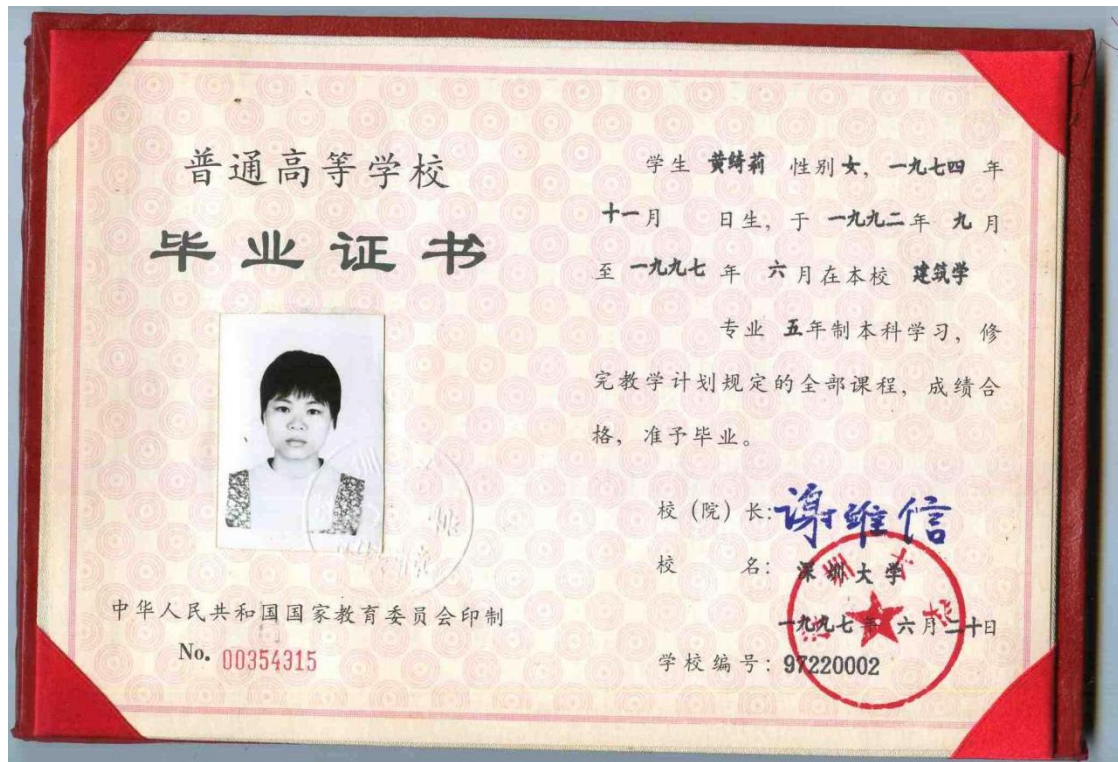 普通高等学校
毕业证书
中华人民共和国国家教育委员会印制
No. 00354315
学生 黄绮莉 性别 女, 一九七四 年
十一月 日生, 于 一九九二 年 九 月
至 一九九七 年 六 月在本校 建筑学
专业 五 年制本科学习, 修
完教学计划规定的全部课程, 成绩合
格, 准予毕业。
校 (院) 长: 谢维信
校 名: 深圳大学
一九九七 年 六 月 二十日
学校编号: 97220002